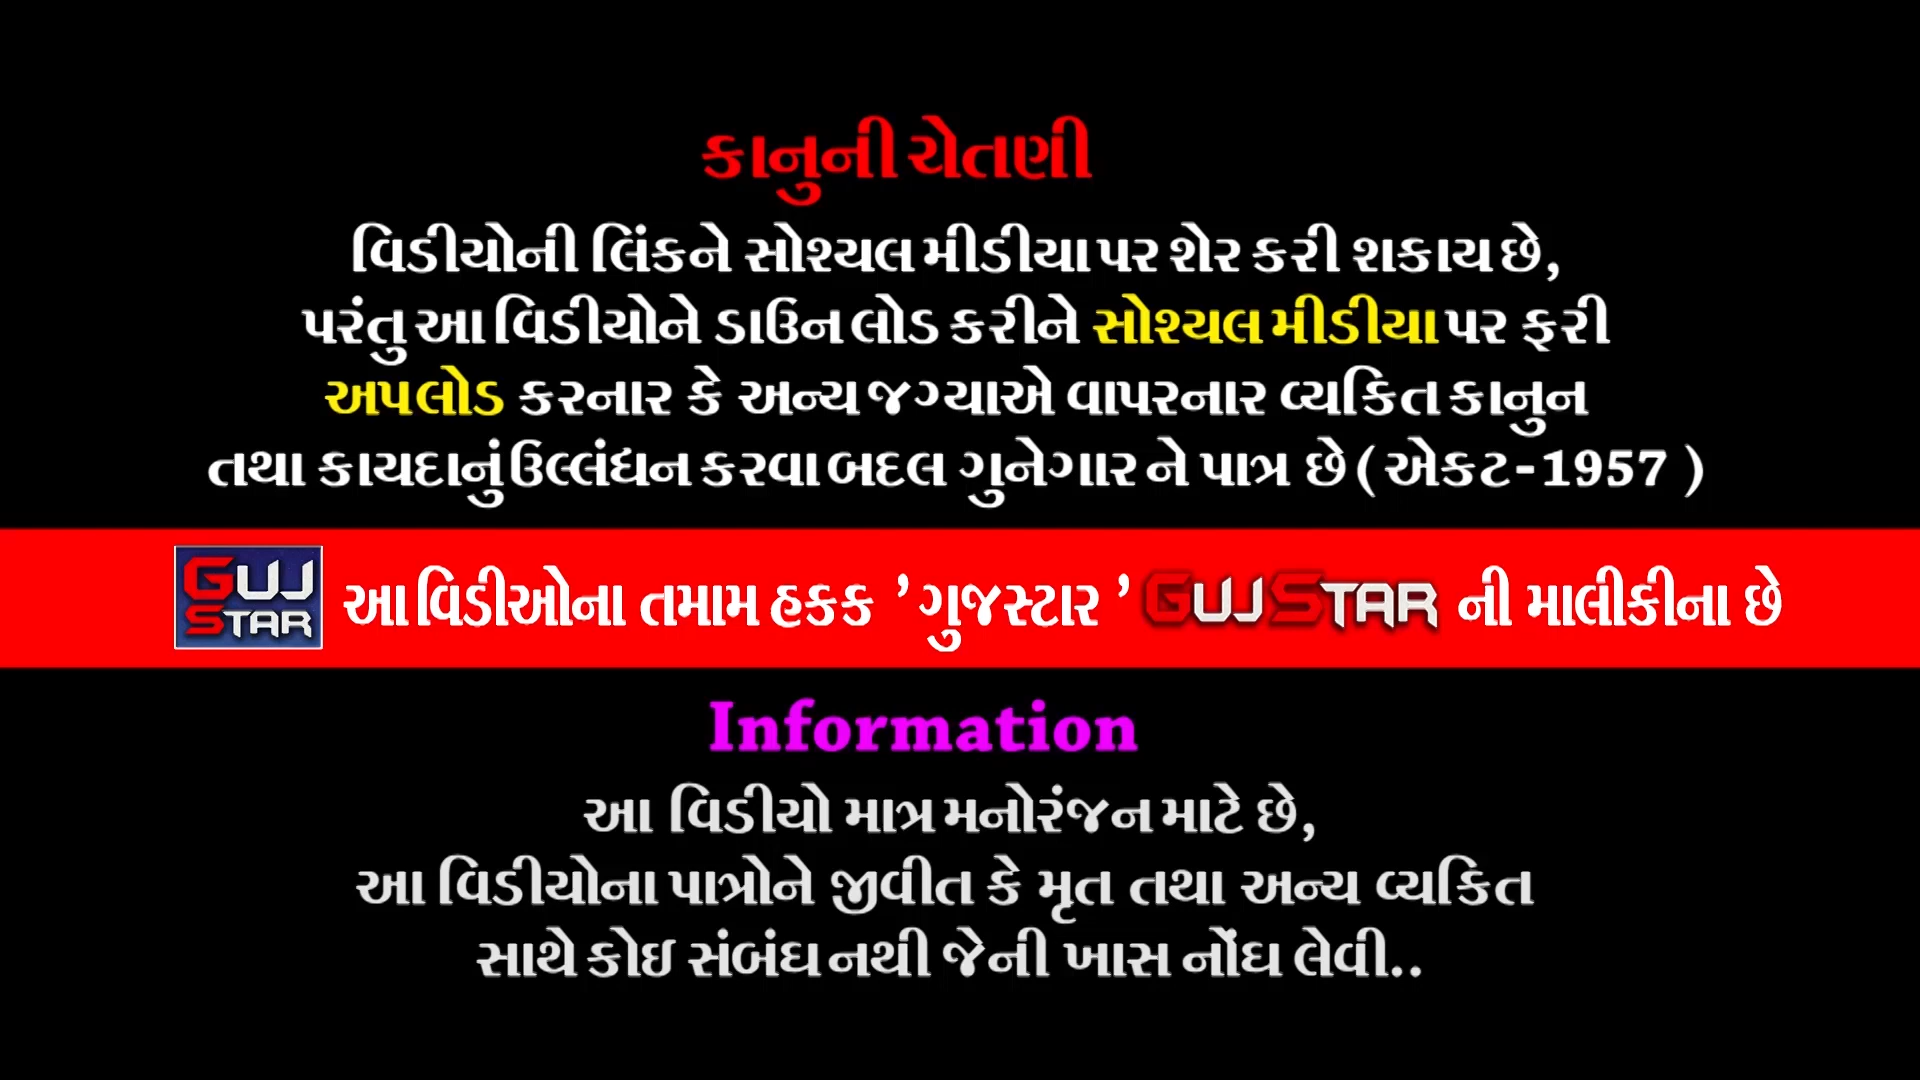 કાનુની ચેતણી
વિડીયોની લિંકને સોશ્યલ મીડીયા પર શેર કરી શકાય છે,
પરંતુ આ વિડીયોને ડાઉન લોડ કરીને સોશ્યલ મીડીયા પર ફરી
અપલોડ કરનાર કે અન્ય જગ્યાએ વાપરનાર વ્યકિત કાનુન
તથા કાયદાનું ઉલ્લંઘન કરવા બદલ ગુનેગાર ને પાત્ર છે ( એકટ-1957 )
GUJ STAR આ વિડીઓના તમામ હકક ’ ગુજસ્ટાર ’ GUJ STAR ની માલીકીના છે
Information
આ વિડીયો માત્ર મનોરંજન માટે છે,
આ વિડીયોના પાત્રોને જીવીત કે મૃત તથા અન્ય વ્યકિત
સાથે કોઇ સંબંધ નથી જેની ખાસ નોંધ લેવી..